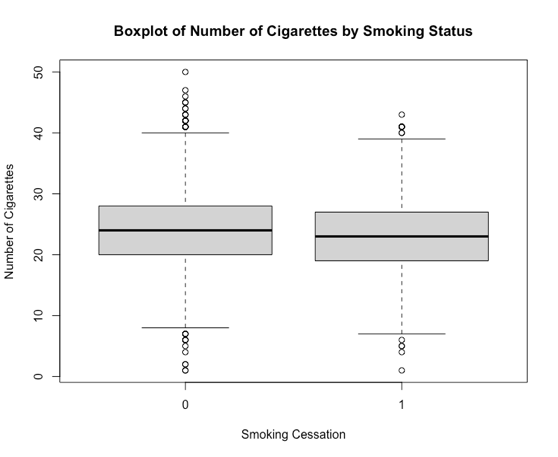 Boxplot of Number of Cigarettes by Smoking Status
50
40
30
20
10
0
Number of Cigarettes
0 1
Smoking Cessation